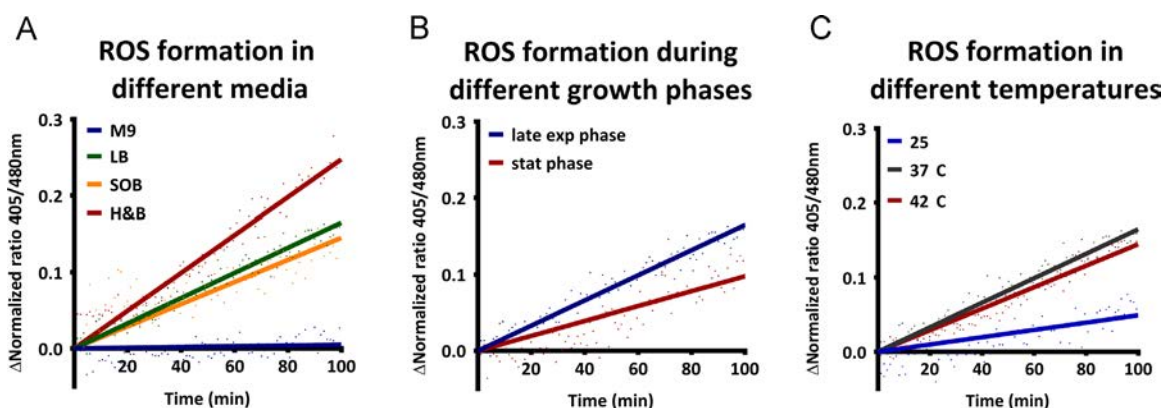 A
ROS formation in
different media
ΔNormalized ratio 405/480nm
0.3
0.2
0.1
0.0
M9
LB
SOB
H&B
20 40 60 80 100
Time (min)
B
ROS formation during
different growth phases
ΔNormalized ratio 405/480nm
0.3
0.2
0.1
0.0
late exp phase
stat phase
20 40 60 80 100
Time (min)
C
ROS formation in
different temperatures
ΔNormalized ratio 405/480nm
0.3
0.2
0.1
0.0
25
37 C
42 C
20 40 60 80 100
Time (min)